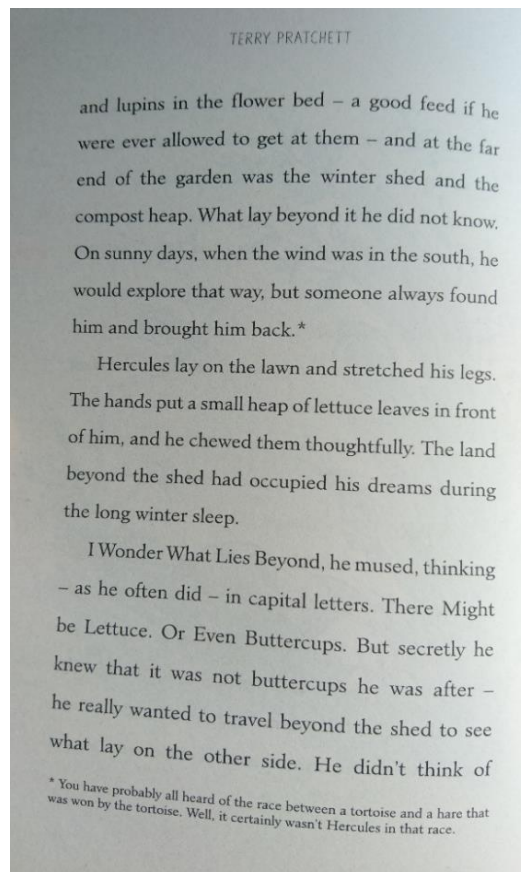 TERRY PRATCHETT
and lupins in the flower bed – a good feed if he
were ever allowed to get at them – and at the far
end of the garden was the winter shed and the
compost heap. What lay beyond it he did not know.
On sunny days, when the wind was in the south, he
would explore that way, but someone always found
him and brought him back.*
Hercules lay on the lawn and stretched his legs.
The hands put a small heap of lettuce leaves in front
of him, and he chewed them thoughtfully. The land
beyond the shed had occupied his dreams during
the long winter sleep.
I Wonder What Lies Beyond, he mused, thinking
– as he often did – in capital letters. There Might
be Lettuce. Or Even Buttercups. But secretly he
knew that it was not buttercups he was after –
he really wanted to travel beyond the shed to see
what lay on the other side. He didn't think of
* You have probably all heard of the race between a tortoise and a hare that
was won by the tortoise. Well, it certainly wasn't Hercules in that race.